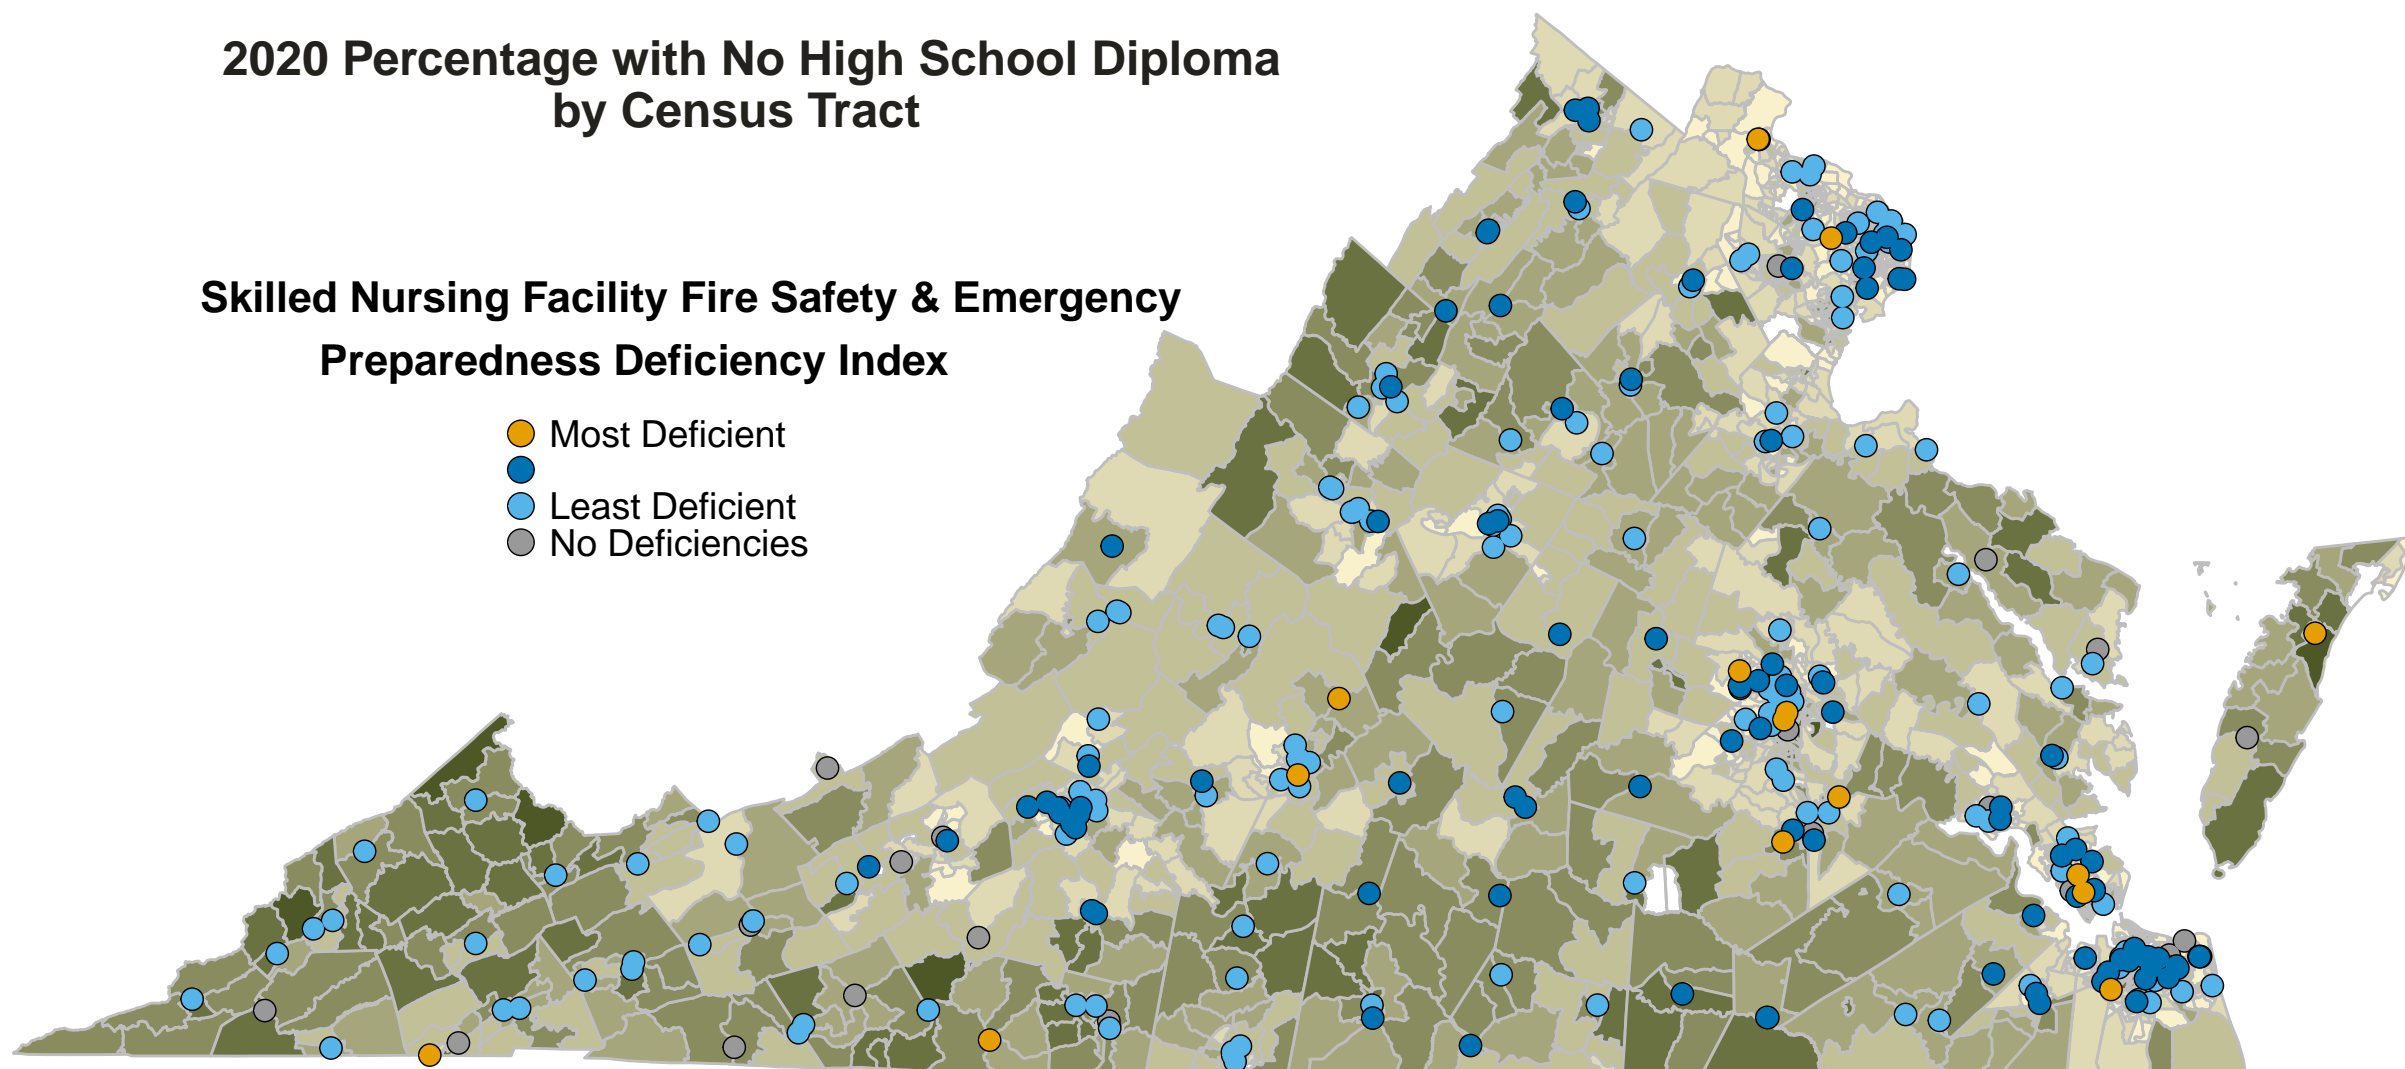 2020 Percentage with No High School Diploma
by Census Tract
Skilled Nursing Facility Fire Safety & Emergency
Preparedness Deficiency Index
Most Deficient
Least Deficient
No Deficiencies